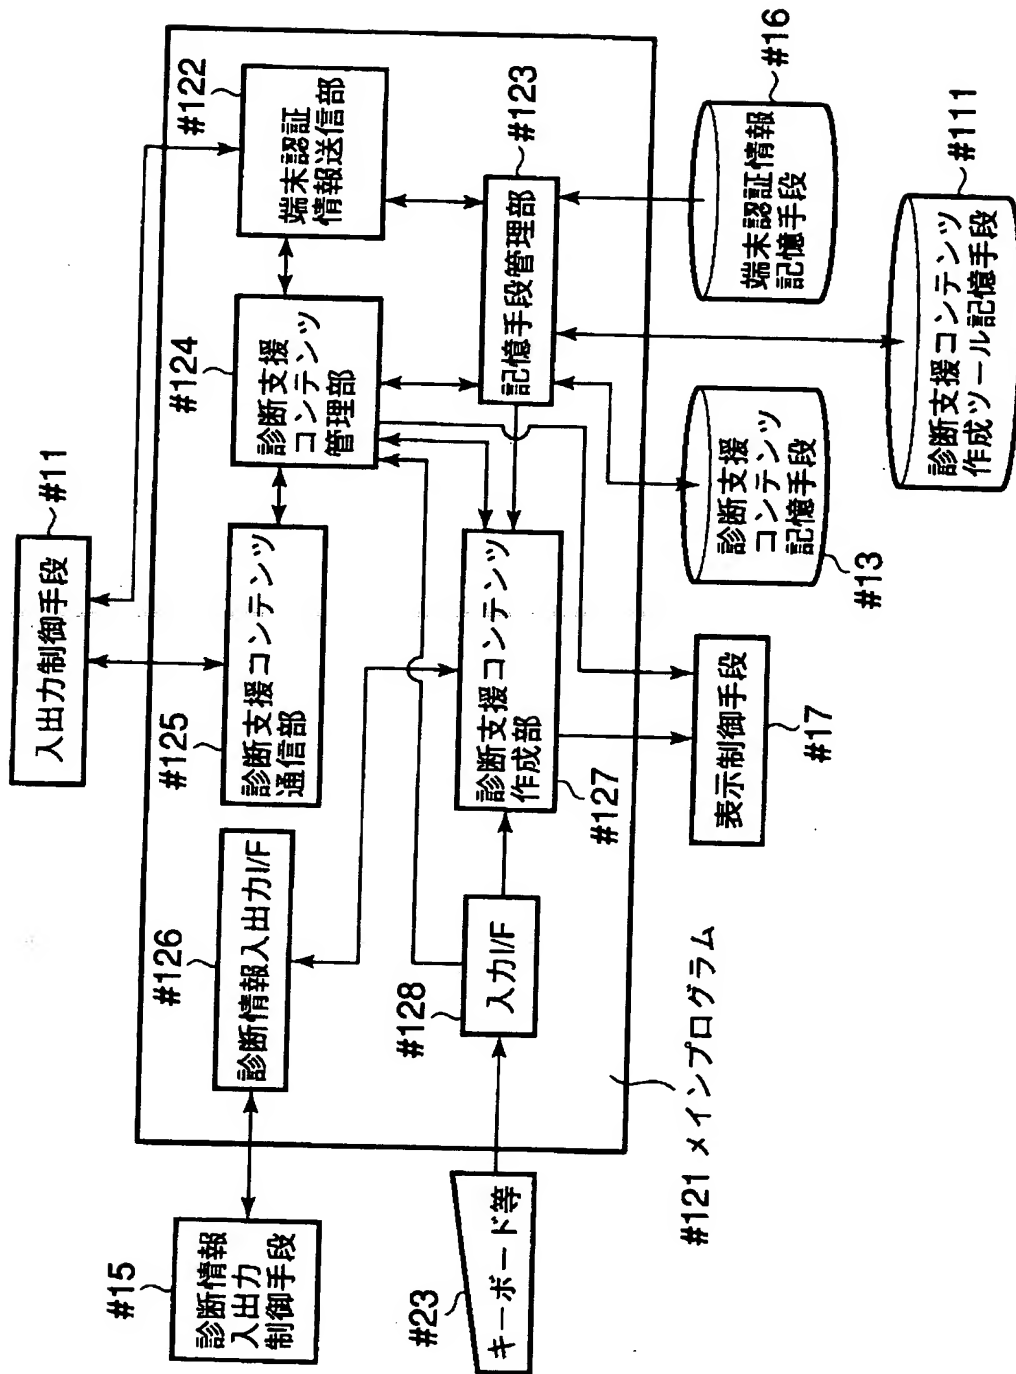 #11
入出力制御手段
#122
端末認証
情報送信部
#16
#124
診断支援
コンテンツ
管理部
#123
記憶手段管理部
端末認証情報
記憶手段
#111
診断支援コンテンツ
作成ツール記憶手段
#125
診断支援コンテンツ
通信部
診断支援コンテンツ
作成部
#127
診断支援
コンテンツ
記憶手段
#13
#126
診断情報入出力I/F
#128
入力I/F
表示制御手段
#17
#15
診断情報
入出力
制御手段
#23
キーボード等
#121 メインプログラム